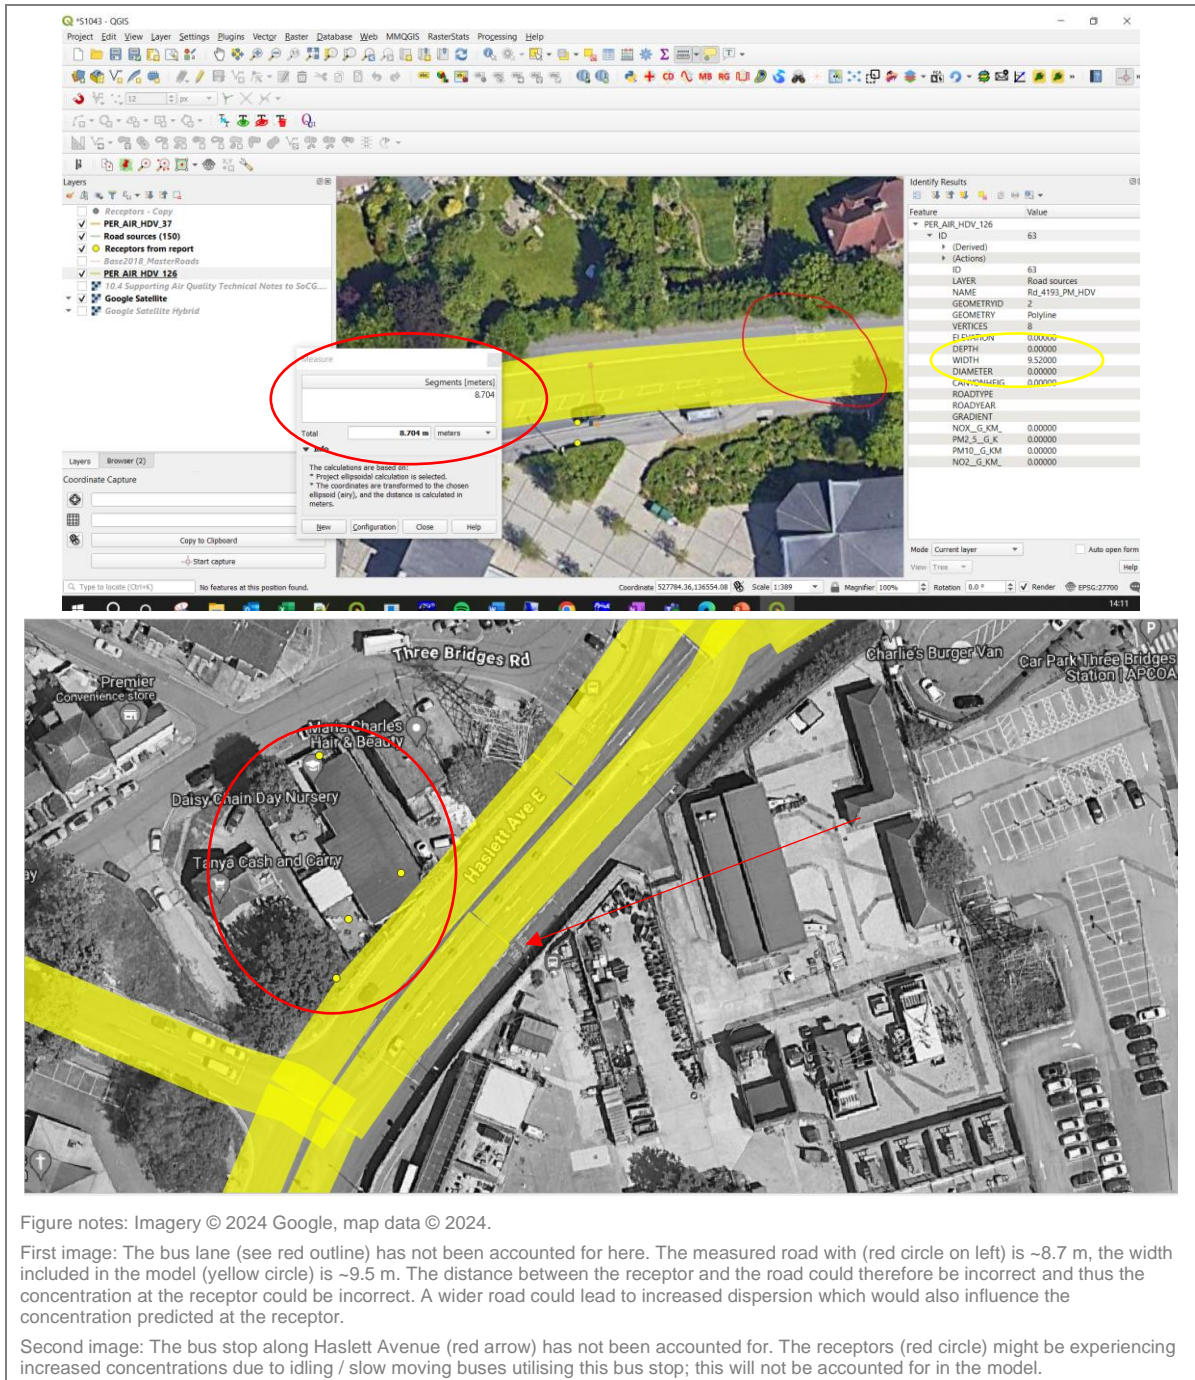 *S1043 - QGIS
Project Edit View Layer Settings Plugins Vector Raster Database Web MMQGIS RasterStats Processing Help
12 px
Layers
Receptors - Copy
PER_AIR_HDV_37
Road sources (150)
Receptors from report
Base2018_MasterRoads
PER AIR HDV 126
10.4 Supporting Air Quality Technical Notes to SoCG....
Google Satellite
Google Satellite Hybrid
Measure
Segments [meters]
8.704
Total 8.704 m meters
Info
The calculations are based on:
* Project ellipsoidal calculation is selected.
* The coordinates are transformed to the chosen
ellipsoid (airy), and the distance is calculated in
meters.
New Configuration Close Help
Layers Browser (2)
Coordinate Capture
Copy to Clipboard
Start capture
Identify Results
Feature Value
PER_AIR_HDV_126
ID 63
(Derived)
(Actions)
ID 63
LAYER Road sources
NAME Rd_4193_PM_HDV
GEOMETRYID 2
GEOMETRY Polyline
VERTICES 8
ELEVATION 0.00000
DEPTH 0.00000
WIDTH 9.52000
DIAMETER 0.00000
CANYONHEIG 0.00000
ROADTYPE
ROADYEAR
GRADIENT
NOX__G_KM_ 0.00000
PM2_5_G_K 0.00000
PM10_G_KM 0.00000
NO2__G_KM_ 0.00000
Mode Current layer Auto open form
View Tree Help
Type to locate (Ctrl+K) No features at this position found. Coordinate 527784.36,136554.08 Scale 1:389 Magnifier 100% Rotation 0.0 ° Render EPSG:27700
14:11
Three Bridges Rd
Charlie's Burger Van
Car Park Three Bridges
Station | APCOA
Premier
Convenience store
Maria Charles
Hair & Beauty
Daisy Chain Day Nursery
Tanya Cash and Carry
Haslett Ave E
Figure notes: Imagery © 2024 Google, map data © 2024.
First image: The bus lane (see red outline) has not been accounted for here. The measured road with (red circle on left) is ~8.7 m, the width
included in the model (yellow circle) is ~9.5 m. The distance between the receptor and the road could therefore be incorrect and thus the
concentration at the receptor could be incorrect. A wider road could lead to increased dispersion which would also influence the
concentration predicted at the receptor.
Second image: The bus stop along Haslett Avenue (red arrow) has not been accounted for. The receptors (red circle) might be experiencing
increased concentrations due to idling / slow moving buses utilising this bus stop; this will not be accounted for in the model.